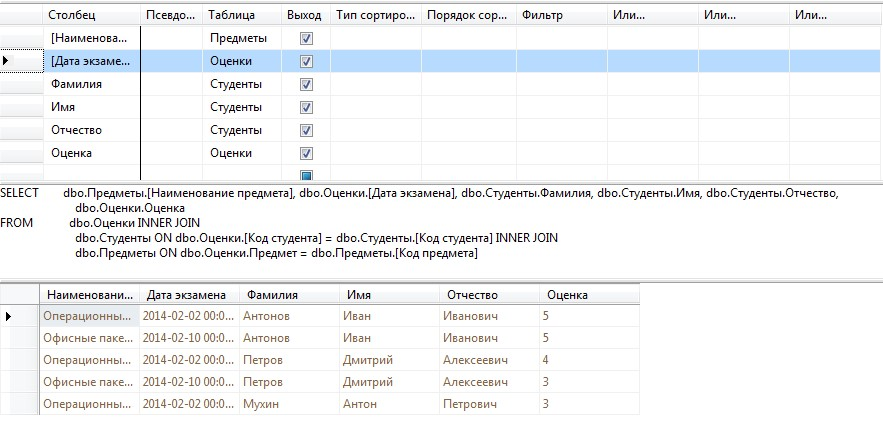 Столбец Псевдо... Таблица Выход Тип сортиро... Порядок сор... Фильтр Или... Или... Или...
[Наименова... Предметы
[Дата экзаме... Оценки
Фамилия Студенты
Имя Студенты
Отчество Студенты
Оценка Оценки
SELECT dbo.Предметы.[Наименование предмета], dbo.Оценки.[Дата экзамена], dbo.Студенты.Фамилия, dbo.Студенты.Имя, dbo.Студенты.Отчество,
dbo.Оценки.Оценка
FROM dbo.Оценки INNER JOIN
dbo.Студенты ON dbo.Оценки.[Код студента] = dbo.Студенты.[Код студента] INNER JOIN
dbo.Предметы ON dbo.Оценки.Предмет = dbo.Предметы.[Код предмета]
Наименовани... Дата экзамена Фамилия Имя Отчество Оценка
Операционны... 2014-02-02 00:0... Антонов Иван Иванович 5
Офисные паке... 2014-02-10 00:0... Антонов Иван Иванович 5
Операционны... 2014-02-02 00:0... Петров Дмитрий Алексеевич 4
Офисные паке... 2014-02-10 00:0... Петров Дмитрий Алексеевич 3
Операционны... 2014-02-02 00:0... Мухин Антон Петрович 3